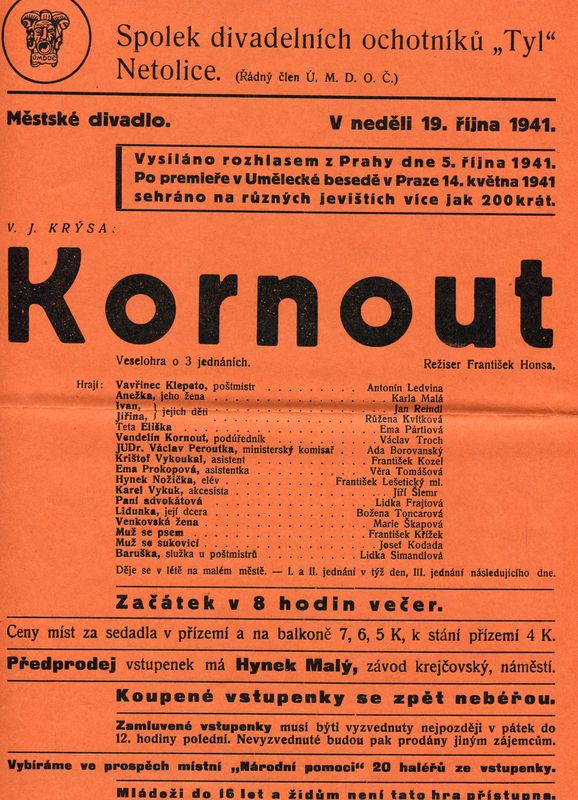 ÚMDOČ
Spolek divadelních ochotníků „Tyl“
Netolice. (Řádný člen Ú. M. D. O. Č.)
Městské divadlo. V neděli 19. října 1941.
Vysíláno rozhlasem z Prahy dne 5. října 1941.
Po premieře v Umělecké besedě v Praze 14. května 1941
sehráno na různých jevištích více jak 200krát.
V. J. KRÝSA:
Kornout
Veselohra o 3 jednáních. Režiser František Honsa.
Hrají: Vavřinec Klepeto, poštmistr . . . . . . . . . Antonín Ledvina
Anežka, jeho žena . . . . . . . . . Karla Malá
Ivan, } jejich děti . . . . . . . . . Jan Reindl
Jiřina, } . . . . . . . . . Růžena Kvítková
Teta Eliška . . . . . . . . . Ema Pártlová
Vendelín Kornout, podúředník . . . . . . . . . Václav Troch
JUDr. Václav Peroutka, ministerský komisař . . Ada Borovanský
Krištof Vykoukal, asistent . . . . . . . . . František Kozel
Ema Prokopová, asistentka . . . . . . . . . Věra Tomášová
Hynek Nožička, elév . . . . . . . . . František Lešetický ml.
Karel Vykuk, akcesista . . . . . . . . . Jiří Šlemr
Paní advokátová . . . . . . . . . Lidka Frajtová
Lidunka, její dcera . . . . . . . . . Božena Toncarová
Venkovská žena . . . . . . . . . Marie Škapová
Muž se psem . . . . . . . . . František Křížek
Muž se sukovicí . . . . . . . . . Josef Kodada
Baruška, služka u poštmistrů . . . . . . . . . Lidka Simandlová
Děje se v létě na malém městě. — I. a II. jednání v týž den, III. jednání následujícího dne.
Začátek v 8 hodin večer.
Ceny míst za sedadla v přízemí a na balkoně 7, 6, 5 K, k stání přízemí 4 K.
Předprodej vstupenek má Hynek Malý, závod krejčovský, náměstí.
Koupené vstupenky se zpět nebéřou.
Zamluvené vstupenky musí býti vyzvednuty nejpozději v pátek do
12. hodiny polední. Nevyzvednuté budou pak prodány jiným zájemcům.
Vybíráme ve prospěch místní „Národní pomoci“ 20 haléřů ze vstupenky.
Mládeži do 16 let a židům není tato hra přístupna.